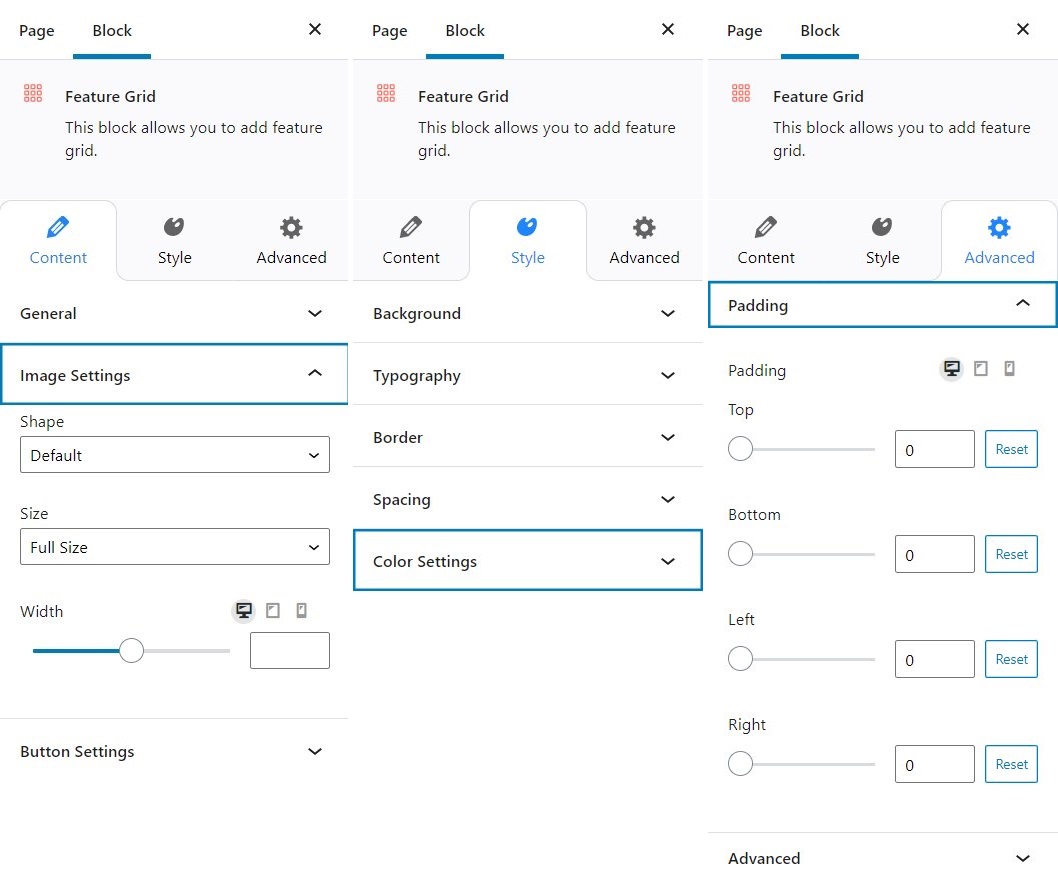 Page Block
Feature Grid
This block allows you to add feature
grid.
Content Style Advanced
General
Image Settings
Shape
Default
Size
Full Size
Width
Button Settings
Page Block
Feature Grid
This block allows you to add feature
grid.
Content Style Advanced
Background
Typography
Border
Spacing
Color Settings
Page Block
Feature Grid
This block allows you to add feature
grid.
Content Style Advanced
Padding
Padding
Top
0 Reset
Bottom
0 Reset
Left
0 Reset
Right
0 Reset
Advanced